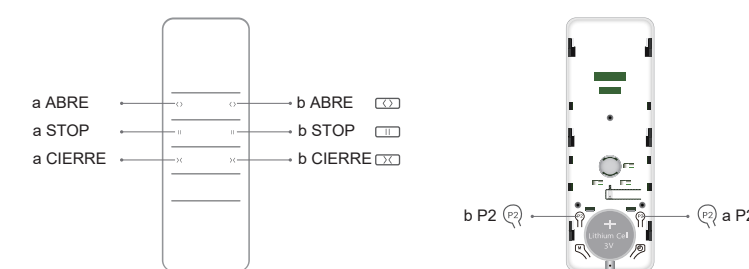 a ABRE
b ABRE
a STOP
b STOP
a CIERRE
b CIERRE
b P2
P2
P2
a P2
+
Lithium Cell
3V